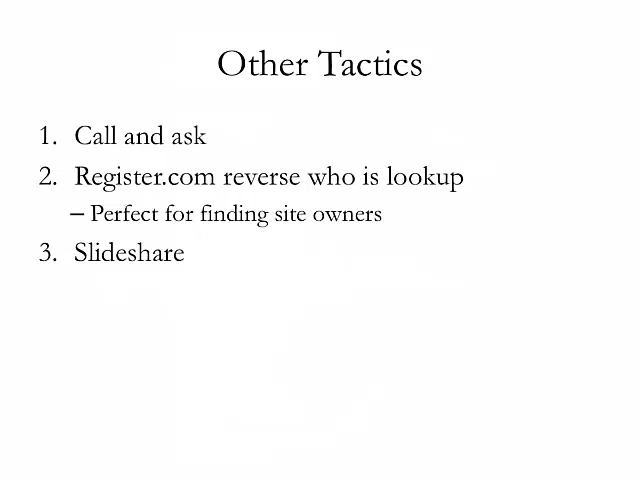 Other Tactics
1. Call and ask
2. Register.com reverse who is lookup
– Perfect for finding site owners
3. Slideshare